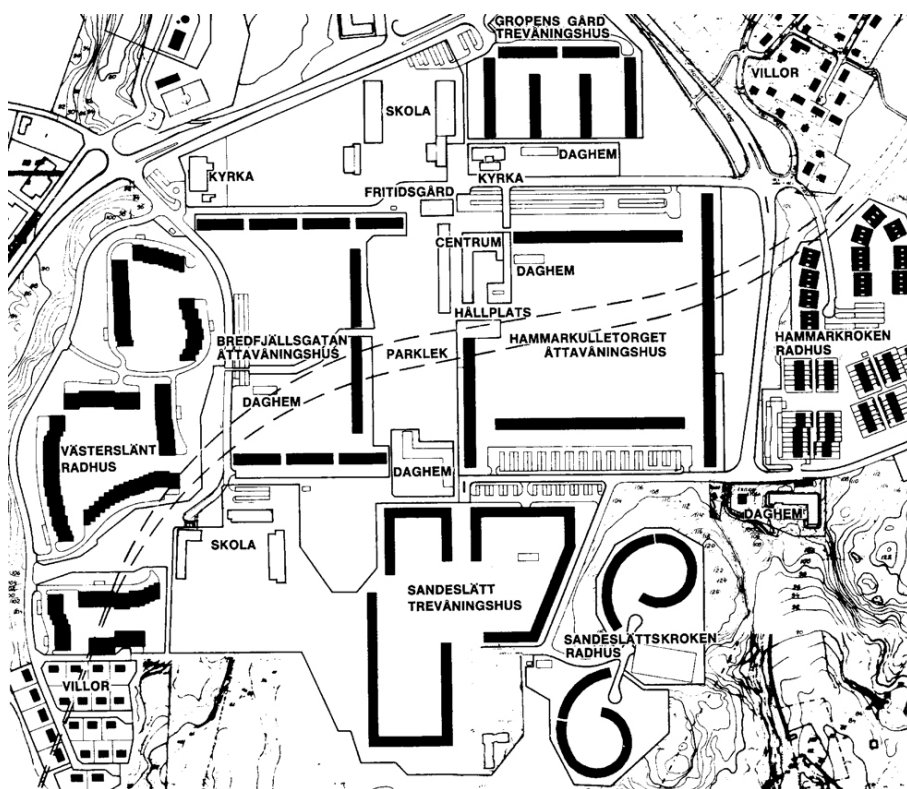 GROPENS GÅRD
TREVÅNINGSHUS
VILLOR
SKOLA
DAGHEM
KYRKA
KYRKA
FRITIDSGÅRD
CENTRUM
DAGHEM
HÅLLPLATS
BREDFJÄLLSGATAN
ÅTTAVÅNINGSHUS
PARKLEK
HAMMARKULLETORGET
ÅTTAVÅNINGSHUS
HAMMARKROKEN
RADHUS
DAGHEM
VÄSTERSLÄNT
RADHUS
DAGHEM
DAGHEM
SKOLA
SANDESLÄTT
TREVÅNINGSHUS
SANDESLÄTTSKROKEN
RADHUS
VILLOR